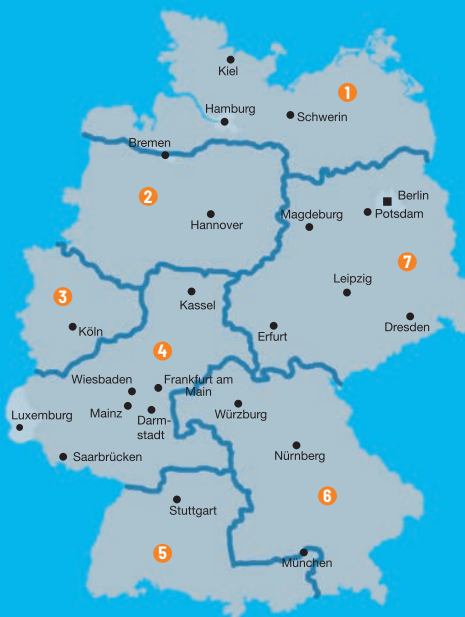 Kiel
1
Hamburg
Schwerin
Bremen
Berlin
2
Potsdam
Hannover
Magdeburg
7
Leipzig
3
Kassel
Köln
Erfurt
Dresden
4
Wiesbaden
Frankfurt am
Main
Mainz
Darm-
stadt
Würzburg
Luxemburg
Saarbrücken
Nürnberg
6
Stuttgart
5
München